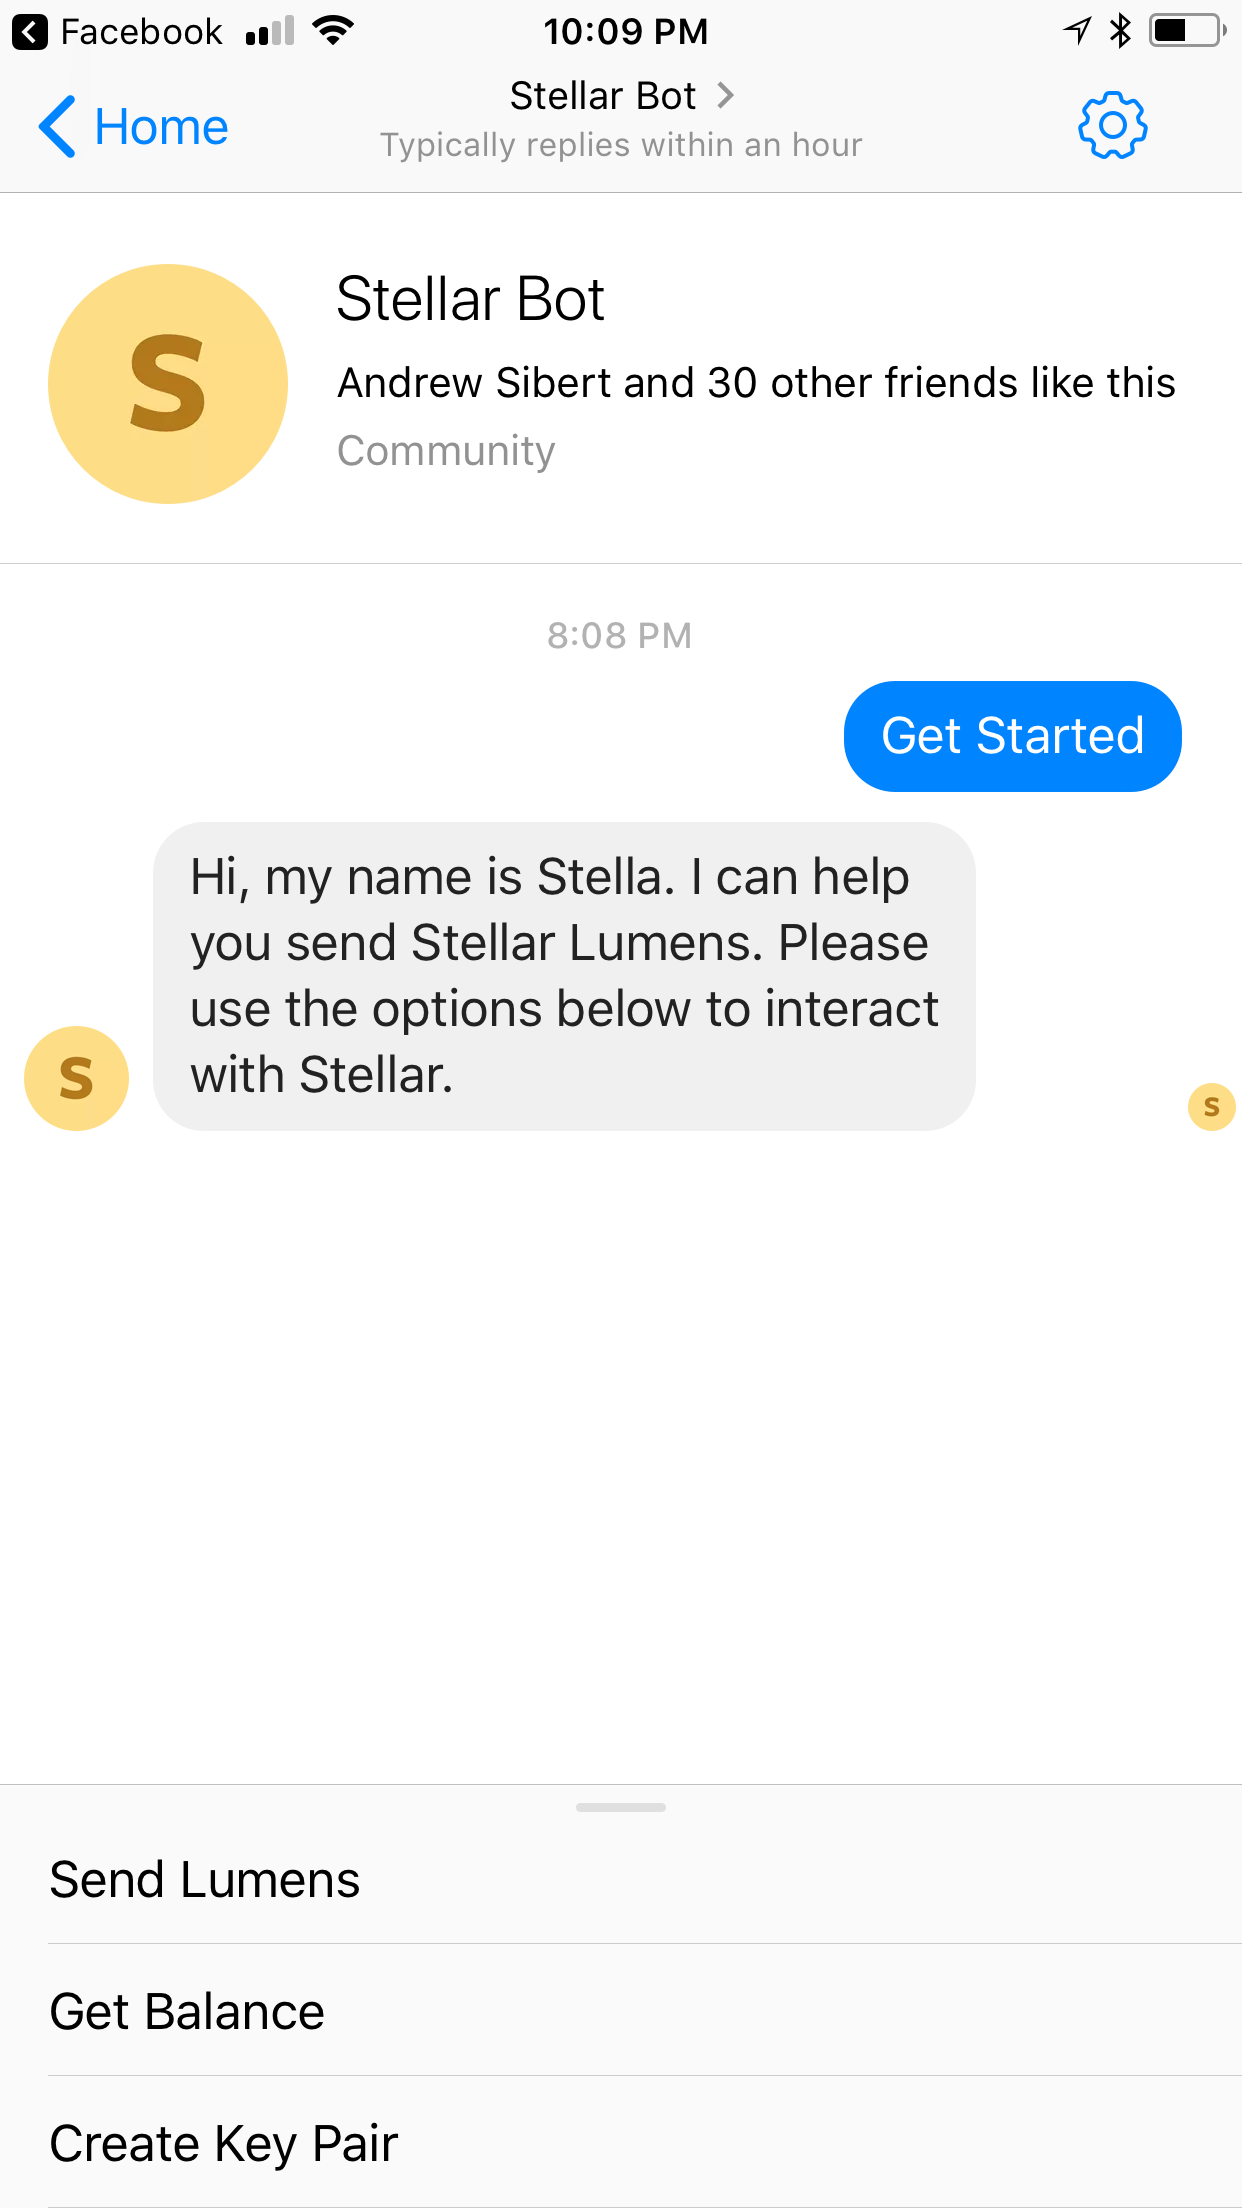 Facebook 10:09 PM
Home
Stellar Bot
Typically replies within an hour
S
Stellar Bot
Andrew Sibert and 30 other friends like this
Community
8:08 PM
Get Started
Hi, my name is Stella. I can help
you send Stellar Lumens. Please
use the options below to interact
with Stellar.
S
S
Send Lumens
Get Balance
Create Key Pair